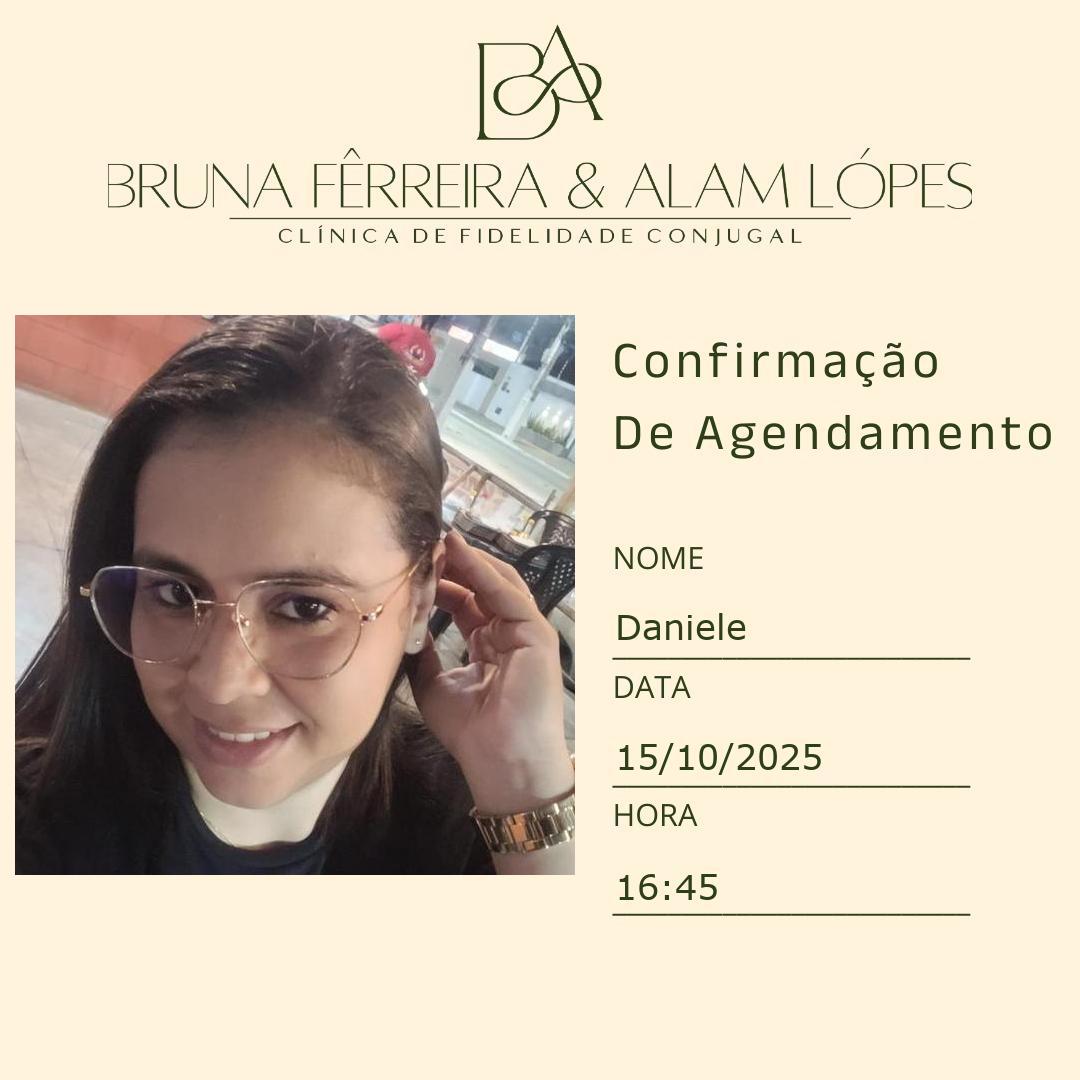 BA
BRUNA FÊRREIRA & ALAM LÓPES
CLÍNICA DE FIDELIDADE CONJUGAL
Confirmação
De Agendamento
NOME
Daniele
DATA
15/10/2025
HORA
16:45